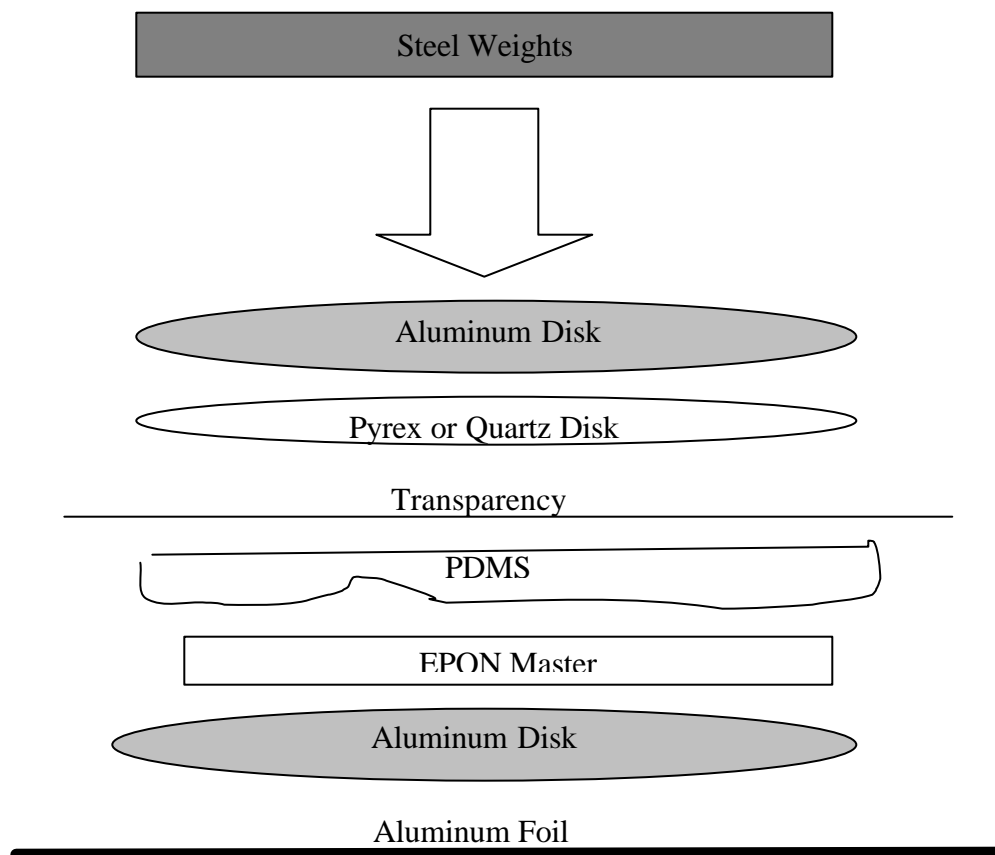 Steel Weights
Aluminum Disk
Pyrex or Quartz Disk
Transparency
PDMS
EPON Master
Aluminum Disk
Aluminum Foil